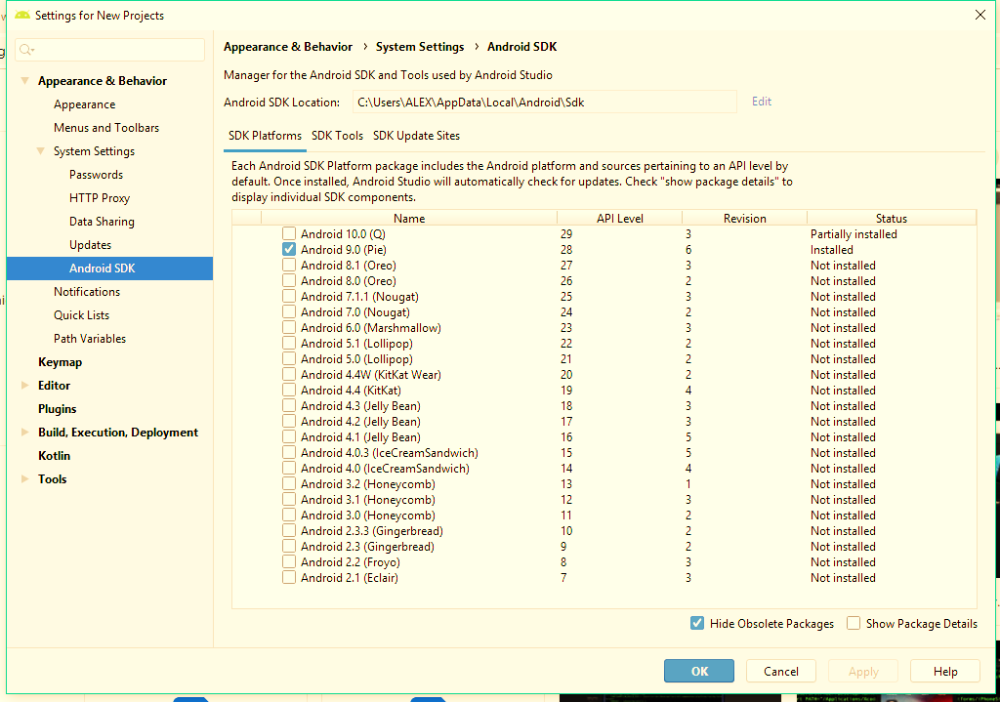 Settings for New Projects
Appearance & Behavior
Appearance
Menus and Toolbars
System Settings
Passwords
HTTP Proxy
Data Sharing
Updates
Android SDK
Notifications
Quick Lists
Path Variables
Keymap
Editor
Plugins
Build, Execution, Deployment
Kotlin
Tools
Appearance & Behavior › System Settings › Android SDK
Manager for the Android SDK and Tools used by Android Studio
Android SDK Location: C:\Users\ALEX\AppData\Local\Android\Sdk Edit
SDK Platforms SDK Tools SDK Update Sites
Each Android SDK Platform package includes the Android platform and sources pertaining to an API level by
default. Once installed, Android Studio will automatically check for updates. Check "show package details" to
display individual SDK components.
Name API Level Revision Status
Android 10.0 (Q) 29 3 Partially installed
Android 9.0 (Pie) 28 6 Installed
Android 8.1 (Oreo) 27 3 Not installed
Android 8.0 (Oreo) 26 2 Not installed
Android 7.1.1 (Nougat) 25 3 Not installed
Android 7.0 (Nougat) 24 2 Not installed
Android 6.0 (Marshmallow) 23 3 Not installed
Android 5.1 (Lollipop) 22 2 Not installed
Android 5.0 (Lollipop) 21 2 Not installed
Android 4.4W (KitKat Wear) 20 2 Not installed
Android 4.4 (KitKat) 19 4 Not installed
Android 4.3 (Jelly Bean) 18 3 Not installed
Android 4.2 (Jelly Bean) 17 3 Not installed
Android 4.1 (Jelly Bean) 16 5 Not installed
Android 4.0.3 (IceCreamSandwich) 15 5 Not installed
Android 4.0 (IceCreamSandwich) 14 4 Not installed
Android 3.2 (Honeycomb) 13 1 Not installed
Android 3.1 (Honeycomb) 12 3 Not installed
Android 3.0 (Honeycomb) 11 2 Not installed
Android 2.3.3 (Gingerbread) 10 2 Not installed
Android 2.3 (Gingerbread) 9 2 Not installed
Android 2.2 (Froyo) 8 3 Not installed
Android 2.1 (Eclair) 7 3 Not installed
Hide Obsolete Packages Show Package Details
OK Cancel Apply Help